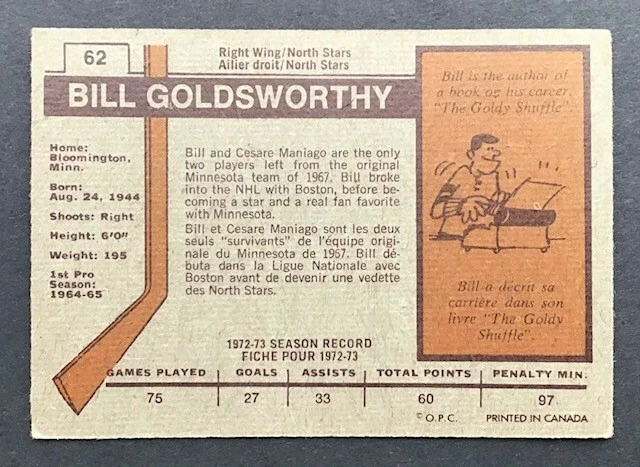 62
Right Wing/North Stars
Ailier droit/North Stars
BILL GOLDSWORTHY
Home:
Bloomington,
Minn.
Born:
Aug. 24, 1944
Shoots: Right
Height: 6'0"
Weight: 195
1st Pro
Season:
1964-65
Bill and Cesare Maniago are the only
two players left from the original
Minnesota team of 1967. Bill broke
into the NHL with Boston, before be-
coming a star and a real fan favorite
with Minnesota.
Bill et Cesare Maniago sont les deux
seuls "survivants" de l'équipe origi-
nale du Minnesota de 1967. Bill dé-
buta dans la Ligue Nationale avec
Boston avant de devenir une vedette
des North Stars.
Bill is the author of
a book on his career,
"The Goldy Shuffle".
Bill a décrit sa
carrière dans son
livre "The Goldy
Shuffle".
1972-73 SEASON RECORD
FICHE POUR 1972-73
GAMES PLAYED GOALS ASSISTS TOTAL POINTS PENALTY MIN.
75 27 33 60 97
© O.P.C. PRINTED IN CANADA